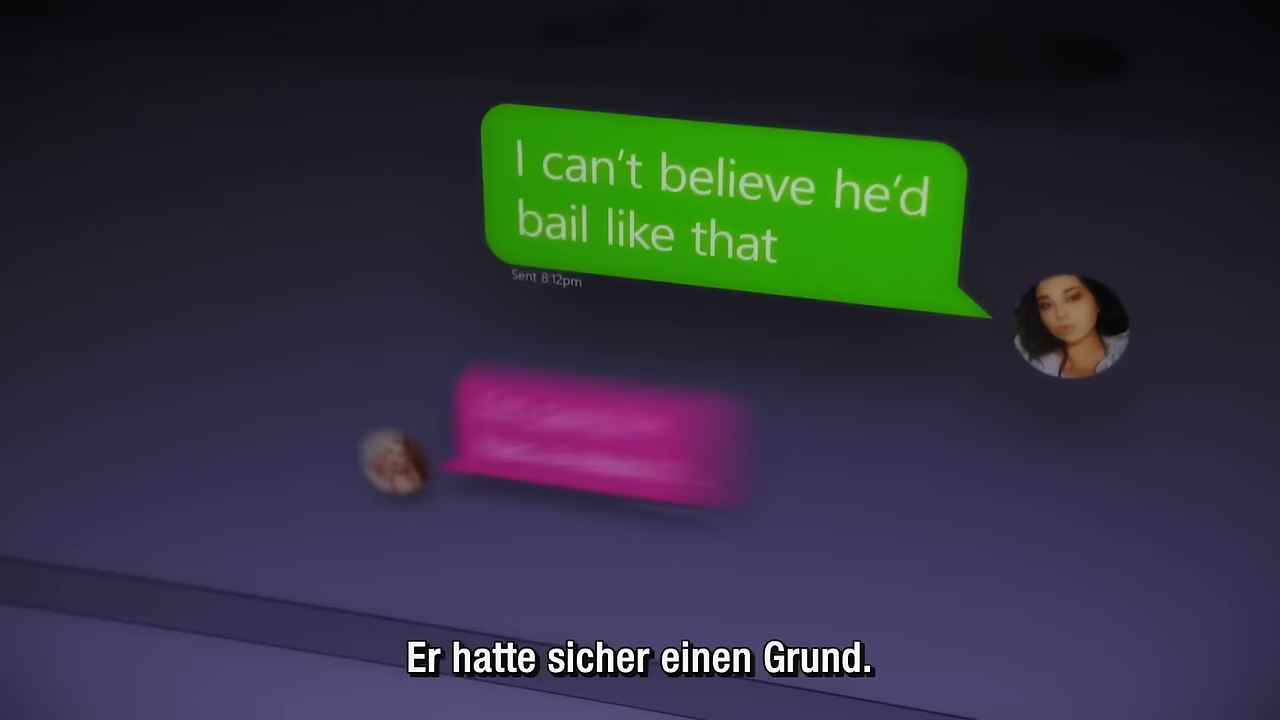 I can't believe he'd
bail like that
Sent 8:12pm
Er hatte sicher einen Grund.